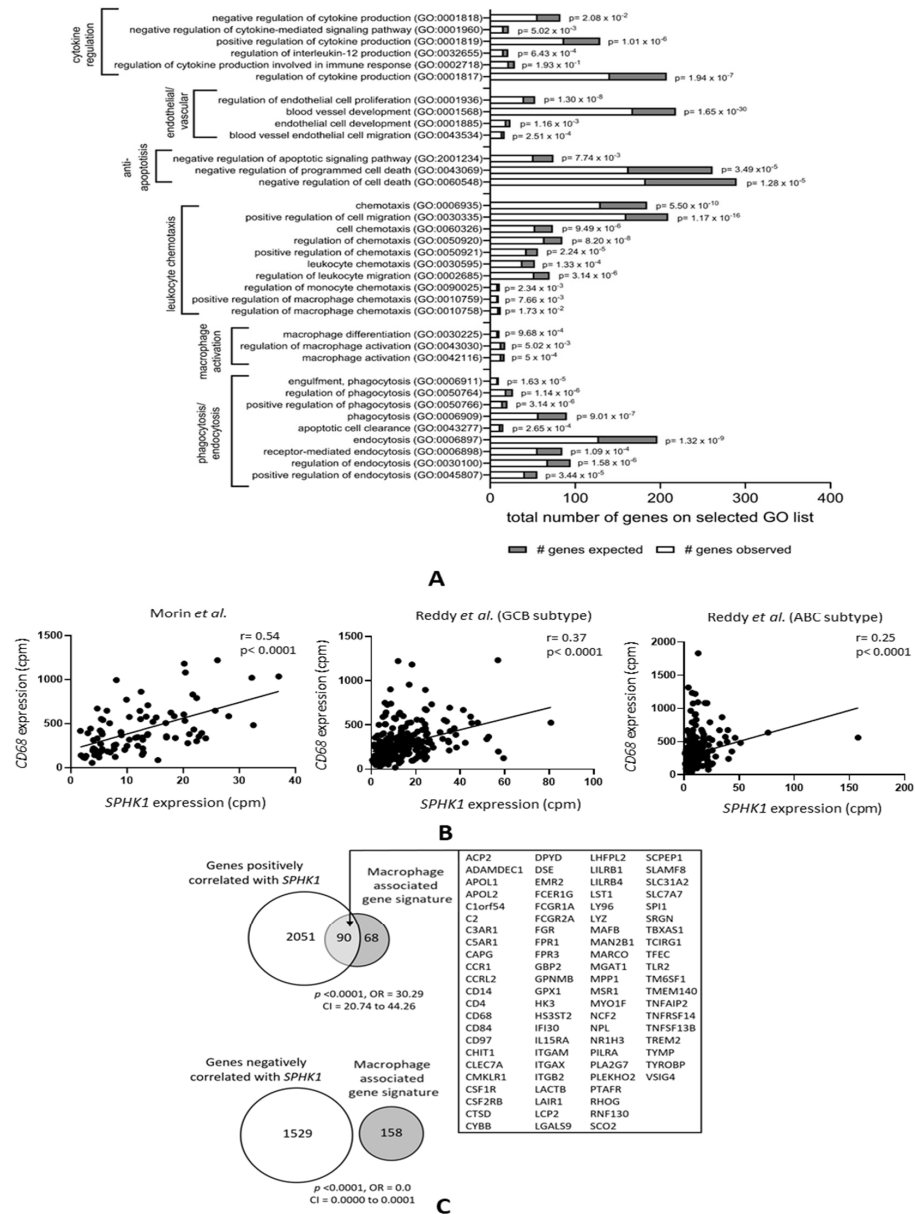 cytokine regulation
negative regulation of cytokine production (GO:0001818) p= 2.08 x 10-2
negative regulation of cytokine-mediated signaling pathway (GO:0001960) p= 5.02 x 10-3
positive regulation of cytokine production (GO:0001819) p= 1.01 x 10-6
regulation of interleukin-12 production (GO:0032655) p= 6.43 x 10-4
regulation of cytokine production involved in immune response (GO:0002718) p= 1.93 x 10-1
regulation of cytokine production (GO:0001817) p= 1.94 x 10-7
endothelial/ vascular
regulation of endothelial cell proliferation (GO:0001936) p= 1.30 x 10-8
blood vessel development (GO:0001568) p= 1.65 x 10-30
endothelial cell development (GO:0001885) p= 1.16 x 10-3
blood vessel endothelial cell migration (GO:0043534) p= 2.51 x 10-4
anti- apoptotisis
negative regulation of apoptotic signaling pathway (GO:2001234) p= 7.74 x 10-3
negative regulation of programmed cell death (GO:0043069) p= 3.49 x10-5
negative regulation of cell death (GO:0060548) p= 1.28 x 10-5
leukocyte chemotaxis
chemotaxis (GO:0006935) p= 5.50 x 10-10
positive regulation of cell migration (GO:0030335) p= 1.17 x 10-16
cell chemotaxis (GO:0060326) p= 9.49 x 10-6
regulation of chemotaxis (GO:0050920) p= 8.20 x 10-8
positive regulation of chemotaxis (GO:0050921) p= 2.24 x 10-5
leukocyte chemotaxis (GO:0030595) p= 1.33 x 10-4
regulation of leukocyte migration (GO:0002685) p= 3.14 x 10-6
regulation of monocyte chemotaxis (GO:0090025) p= 2.34 x 10-3
positive regulation of macrophage chemotaxis (GO:0010759) p= 7.66 x 10-3
regulation of macrophage chemotaxis (GO:0010758) p= 1.73 x 10-2
macrophage activation
macrophage differentiation (GO:0030225) p= 9.68 x 10-4
regulation of macrophage activation (GO:0043030) p= 5.02 x 10-3
macrophage activation (GO:0042116) p= 5 x 10-4
phagocytosis/ endocytosis
engulfment, phagocytosis (GO:0006911) p= 1.63 x 10-5
regulation of phagocytosis (GO:0050764) p= 1.14 x 10-6
positive regulation of phagocytosis (GO:0050766) p= 3.14 x 10-6
phagocytosis (GO:0006909) p= 9.01 x 10-7
apoptotic cell clearance (GO:0043277) p= 2.65 x 10-4
endocytosis (GO:0006897) p= 1.32 x 10-9
receptor-mediated endocytosis (GO:0006898) p= 1.09 x 10-4
regulation of endocytosis (GO:0030100) p= 1.58 x 10-6
positive regulation of endocytosis (GO:0045807) p= 3.44 x 10-5
0 100 200 300 400
total number of genes on selected GO list
# genes expected # genes observed
A
Morin et al.
r= 0.54
p< 0.0001
CD68 expression (cpm)
1500
1000
500
0
0 10 20 30 40
SPHK1 expression (cpm)
Reddy et al. (GCB subtype)
r= 0.37
p< 0.0001
CD68 expression (cpm)
1500
1000
500
0
0 20 40 60 80 100
SPHK1 expression (cpm)
Reddy et al. (ABC subtype)
r= 0.25
p< 0.0001
CD68 expression (cpm)
2000
1500
1000
500
0
0 50 100 150 200
SPHK1 expression (cpm)
B
Genes positively
correlated with SPHK1
Macrophage
associated
gene signature
2051 90 68
p <0.0001, OR = 30.29
CI = 20.74 to 44.26
ACP2 DPYD LHFPL2 SCPEP1
ADAMDEC1 DSE LILRB1 SLAMF8
APOL1 EMR2 LILRB4 SLC31A2
APOL2 FCER1G LST1 SLC7A7
C1orf54 FCGR1A LY96 SPI1
C2 FCGR2A LYZ SRGN
C3AR1 FGR MAFB TBXAS1
C5AR1 FPR1 MAN2B1 TCIRG1
CAPG FPR3 MARCO TFEC
CCR1 GBP2 MGAT1 TLR2
CCRL2 GPNMB MPP1 TM6SF1
CD14 GPX1 MSR1 TMEM140
CD4 HK3 MYO1F TNFAIP2
CD68 HS3ST2 NCF2 TNFRSF14
CD84 IFI30 NPL TNFSF13B
CD97 IL15RA NR1H3 TREM2
CHIT1 ITGAM PILRA TYMP
CLEC7A ITGAX PLA2G7 TYROBP
CMKLR1 ITGB2 PLEKHO2 VSIG4
CSF1R LACTB PTAFR
CSF2RB LAIR1 RHOG
CTSD LCP2 RNF130
CYBB LGALS9 SCO2
Genes negatively
correlated with SPHK1
Macrophage
associated
gene signature
1529 158
p <0.0001, OR = 0.0
CI = 0.0000 to 0.0001
C